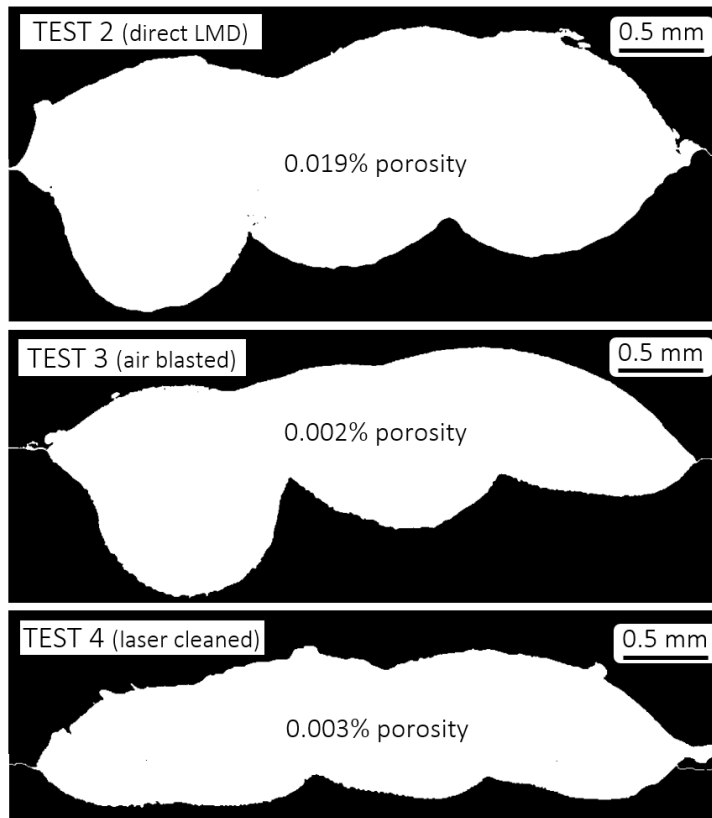 TEST 2 (direct LMD)
0.5 mm
0.019% porosity
TEST 3 (air blasted)
0.5 mm
0.002% porosity
TEST 4 (laser cleaned)
0.5 mm
0.003% porosity